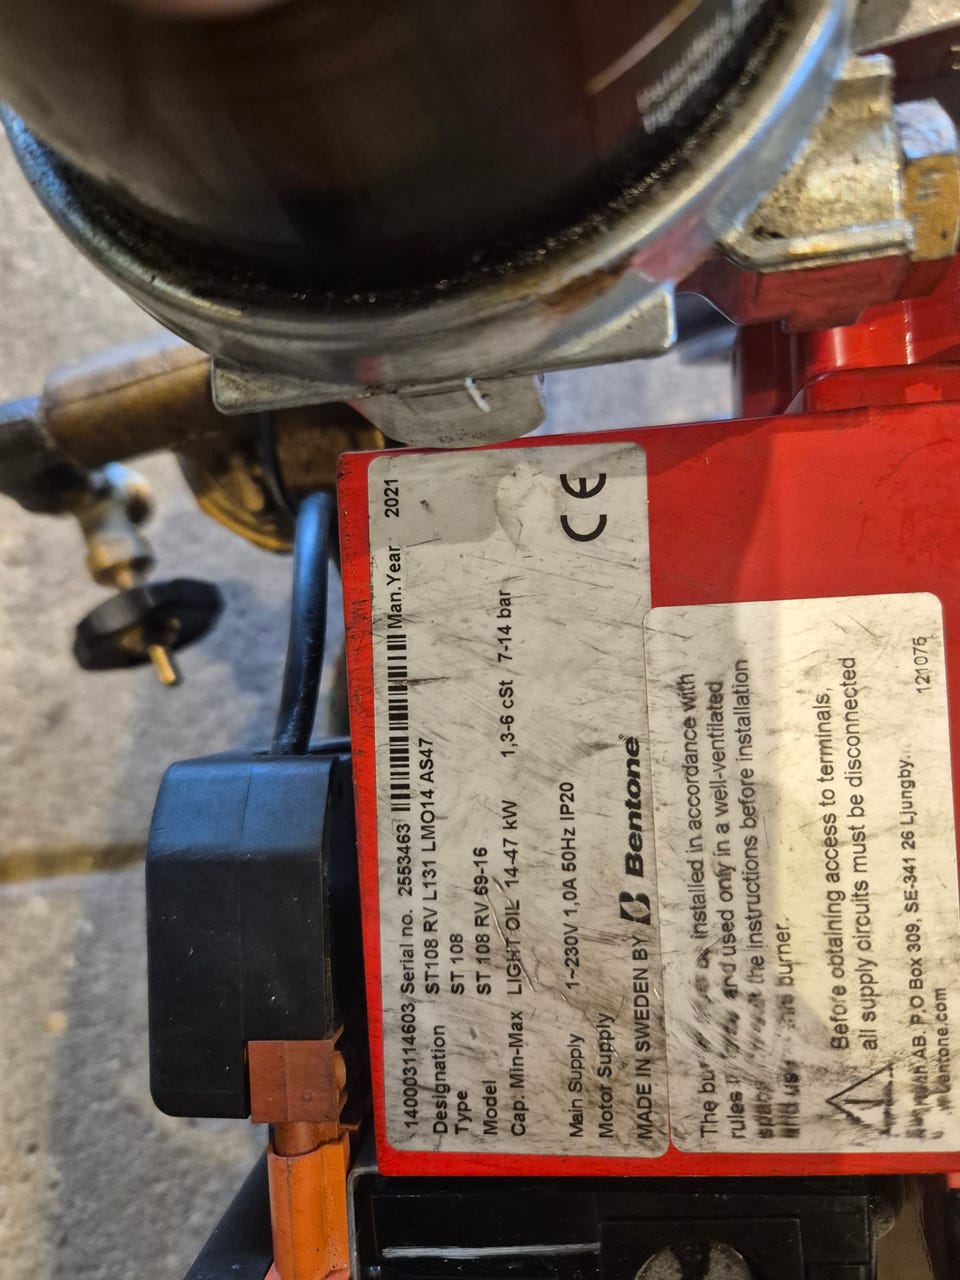 140003114603 Serial no. 2553463 Man.Year 2021
Designation ST108 RV L131 LMO14 AS47
Type ST 108
Model ST 108 RV 69-16
Cap. Min-Max LIGHT OIL 14-47 kW 1,3-6 cSt 7-14 bar
Main Supply 1~230V 1,0A 50Hz IP20
Motor Supply
MADE IN SWEDEN BY Bentone
CE
The installed in accordance with
rules and used only in a well-ventilated
the instructions before installation
burner.
Before obtaining access to terminals,
all supply circuits must be disconnected
AB. P.O Box 309, SE-341 26 Ljungby. 121076